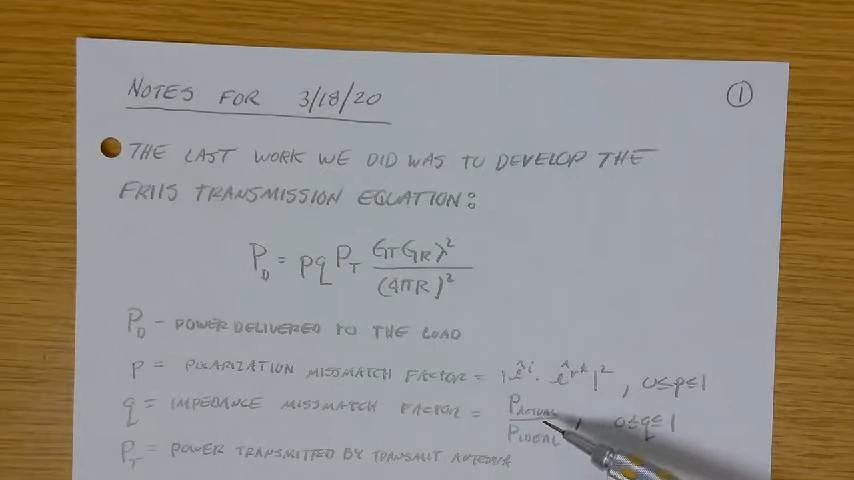 NOTES FOR 3/18/20
①
THE LAST WORK WE DID WAS TO DEVELOP THE
FRIIS TRANSMISSION EQUATION:
P_D = pq P_T G_T G_R λ² / (4πR)²
P_D - POWER DELIVERED TO THE LOAD
p = POLARIZATION MISSMATCH FACTOR = |ê^i · ê^r*|², 0≤p≤1
q = IMPEDANCE MISSMATCH FACTOR = P_ACTUAL / P_IDEAL, 0≤q≤1
P_T = POWER TRANSMITTED BY TRANSMIT ANTENNA